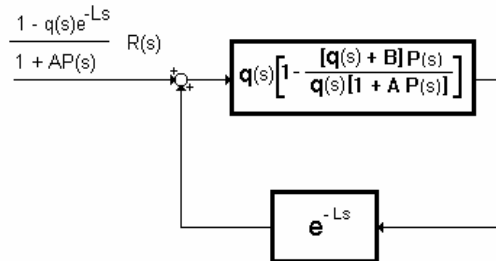 1 - q(s)e^-Ls
1 + AP(s)
R(s)
+
+
q(s)[1 - [q(s) + B] P(s) / q(s)[1 + A P(s)]]
e^-Ls